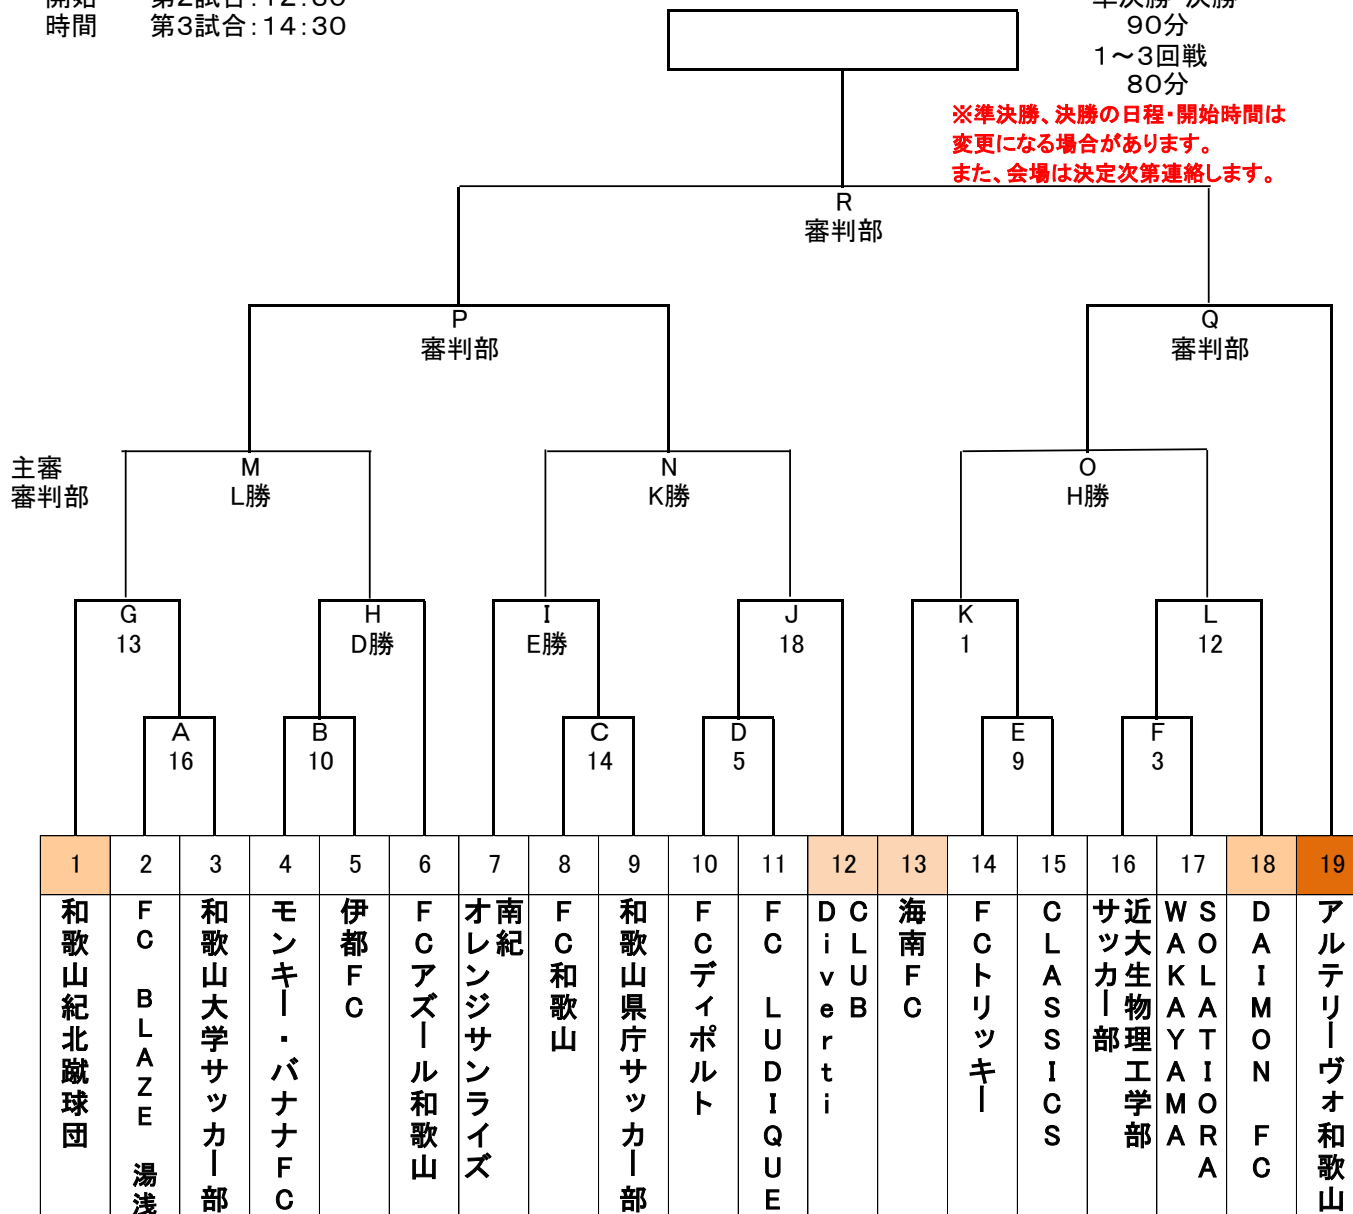 時間 第3試合：14：30
90分
1～3回戦
80分
※準決勝、決勝の日程・開始時間は
変更になる場合があります。
また、会場は決定次第連絡します。
R
審判部
P
審判部
Q
審判部
主審
審判部
M
L勝
N
K勝
O
H勝
G
13
H
D勝
I
E勝
J
18
K
1
L
12
A
16
B
10
C
14
D
5
E
9
F
3
1 2 3 4 5 6 7 8 9 10 11 12 13 14 15 16 17 18 19
和歌山紀北蹴球団
FC BLAZE 湯浅
和歌山大学サッカー部
モンキー・バナナFC
伊都FC
FCアズール和歌山
南紀
オレンジサンライズ
FC和歌山
和歌山県庁サッカー部
FCディポルト
FC LUDIQUE
CLUB
Diverti
海南FC
FCトリッキー
CLASSICS
近大生物理工学部
サッカー部
SOLATIORA
WAKAYAMA
DAIMON FC
アルテリーヴォ和歌山